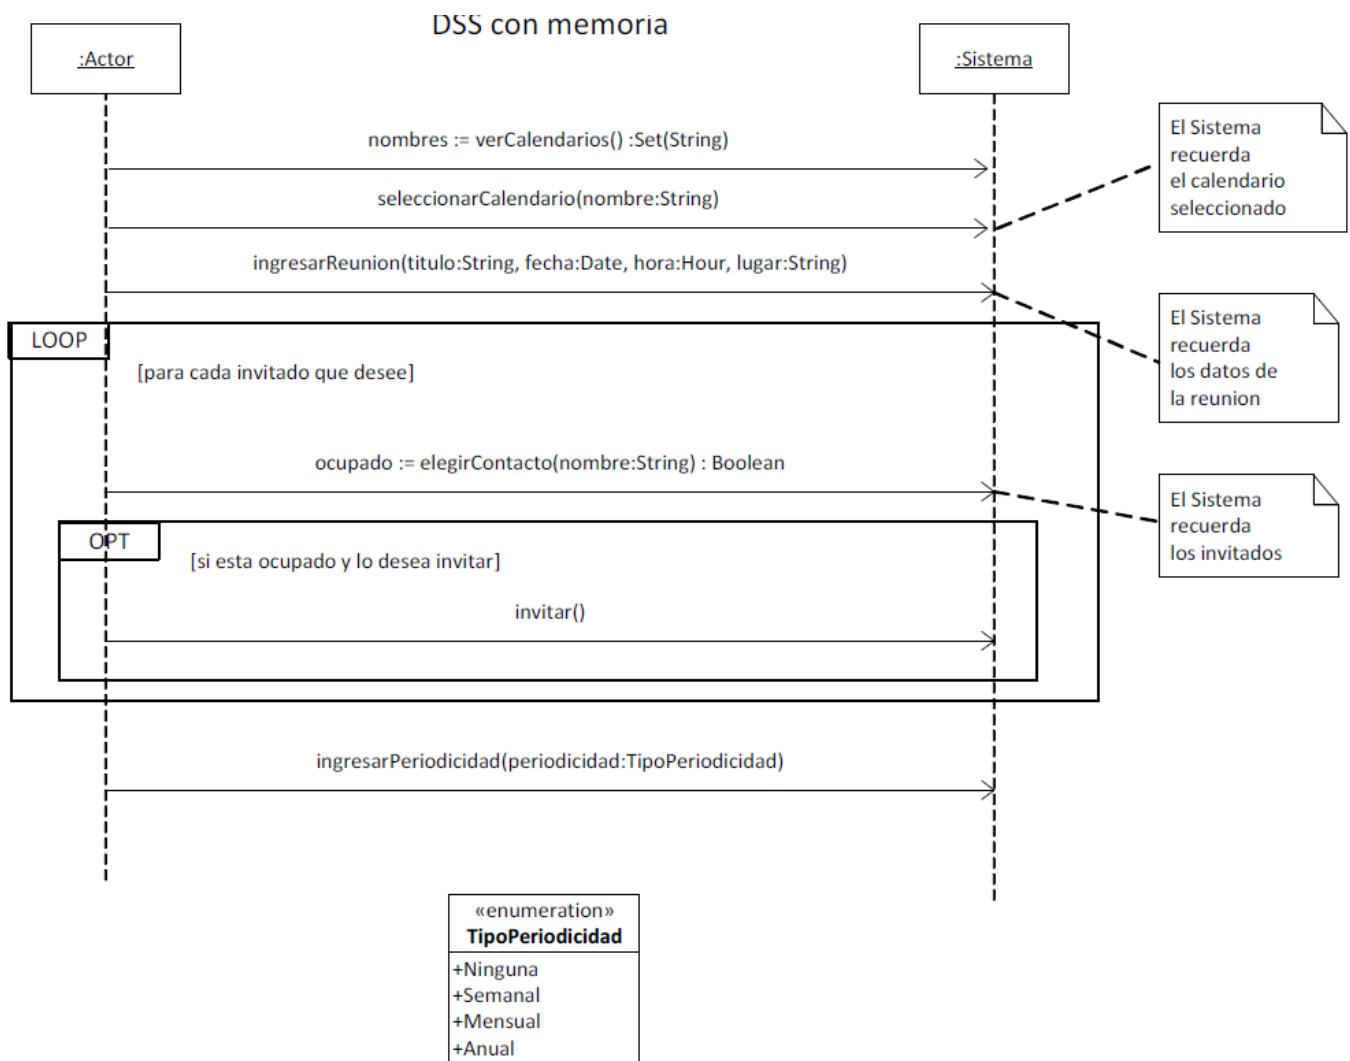 DSS con memoria
:Actor
:Sistema
nombres := verCalendarios() :Set(String)
El Sistema
recuerda
el calendario
seleccionado
seleccionarCalendario(nombre:String)
ingresarReunion(titulo:String, fecha:Date, hora:Hour, lugar:String)
El Sistema
recuerda
los datos de
la reunion
LOOP
[para cada invitado que desee]
ocupado := elegirContacto(nombre:String) : Boolean
El Sistema
recuerda
los invitados
OPT
[si esta ocupado y lo desea invitar]
invitar()
ingresarPeriodicidad(periodicidad:TipoPeriodicidad)
«enumeration»
TipoPeriodicidad
+Ninguna
+Semanal
+Mensual
+Anual